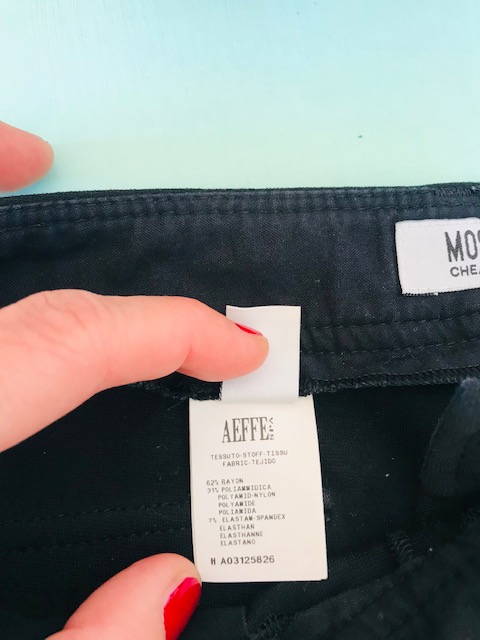 MOS
CHEA
AEFFE SPA
TESSUTO-STOFF-TISSU
FABRIC-TEJIDO
62% RAYON
31% POLIAMMIDICA
POLYAMID-NYLON
POLYAMIDE
POLIAMIDA
7% ELASTAM-SPANDEX
ELASTHAN
ELASTHANNE
ELASTANO
H A03125826